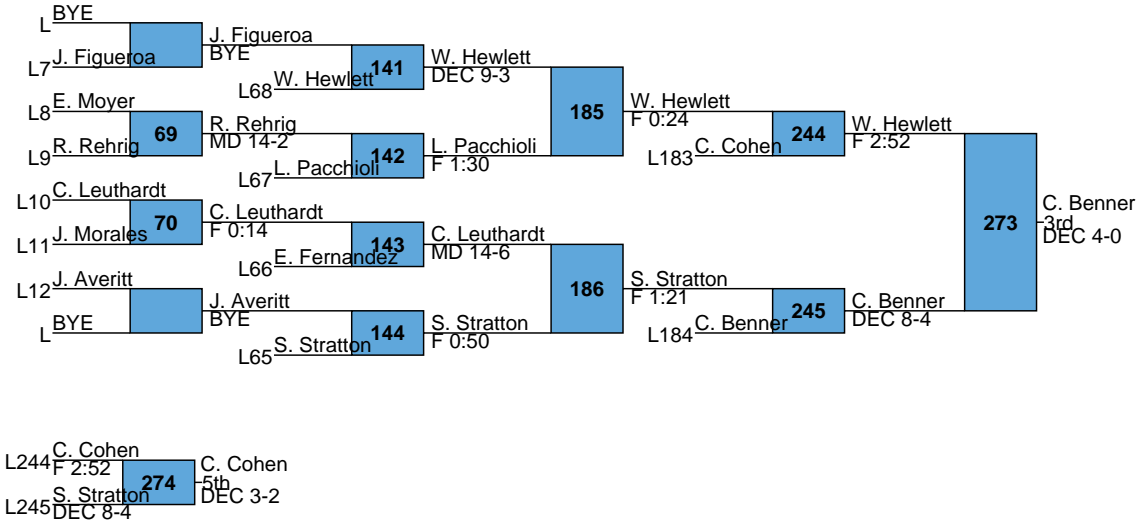 L BYE
L7 J. Figueroa
J. Figueroa
BYE
L68 W. Hewlett
141
W. Hewlett
DEC 9-3
L8 E. Moyer
L9 R. Rehrig
69
R. Rehrig
MD 14-2
L67 L. Pacchioli
142
L. Pacchioli
F 1:30
185
W. Hewlett
F 0:24
L183 C. Cohen
244
W. Hewlett
F 2:52
L10 C. Leuthardt
L11 J. Morales
70
C. Leuthardt
F 0:14
L66 E. Fernandez
143
C. Leuthardt
MD 14-6
L12 J. Averitt
L BYE
J. Averitt
BYE
L65 S. Stratton
144
S. Stratton
F 0:50
186
S. Stratton
F 1:21
L184 C. Benner
245
C. Benner
DEC 8-4
273
C. Benner
3rd
DEC 4-0
L244 C. Cohen
F 2:52
L245 S. Stratton
DEC 8-4
274
C. Cohen
5th
DEC 3-2